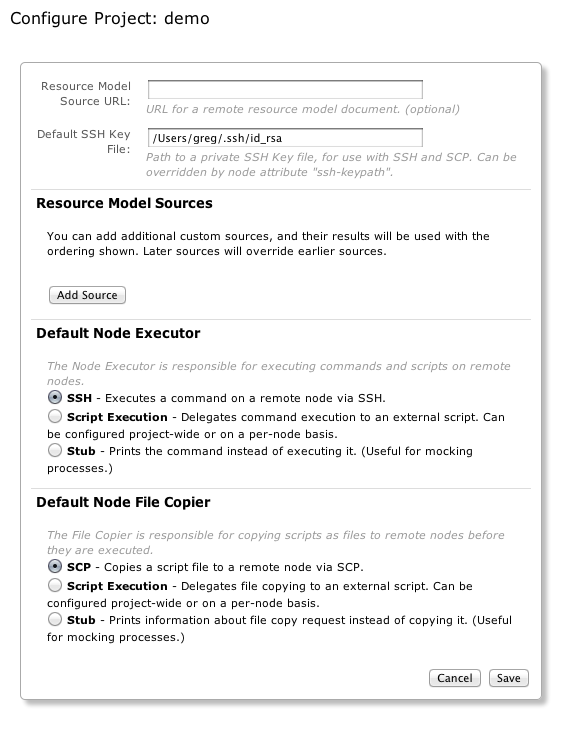 Configure Project: demo
Resource Model
Source URL:
URL for a remote resource model document. (optional)
Default SSH Key
File:
/Users/greg/.ssh/id_rsa
Path to a private SSH Key file, for use with SSH and SCP. Can be
overridden by node attribute "ssh-keypath".
Resource Model Sources
You can add additional custom sources, and their results will be used with the
ordering shown. Later sources will override earlier sources.
Add Source
Default Node Executor
The Node Executor is responsible for executing commands and scripts on remote
nodes.
SSH - Executes a command on a remote node via SSH.
Script Execution - Delegates command execution to an external script. Can
be configured project-wide or on a per-node basis.
Stub - Prints the command instead of executing it. (Useful for mocking
processes.)
Default Node File Copier
The File Copier is responsible for copying scripts as files to remote nodes before
they are executed.
SCP - Copies a script file to a remote node via SCP.
Script Execution - Delegates file copying to an external script. Can be
configured project-wide or on a per-node basis.
Stub - Prints information about file copy request instead of copying it. (Useful
for mocking processes.)
Cancel Save